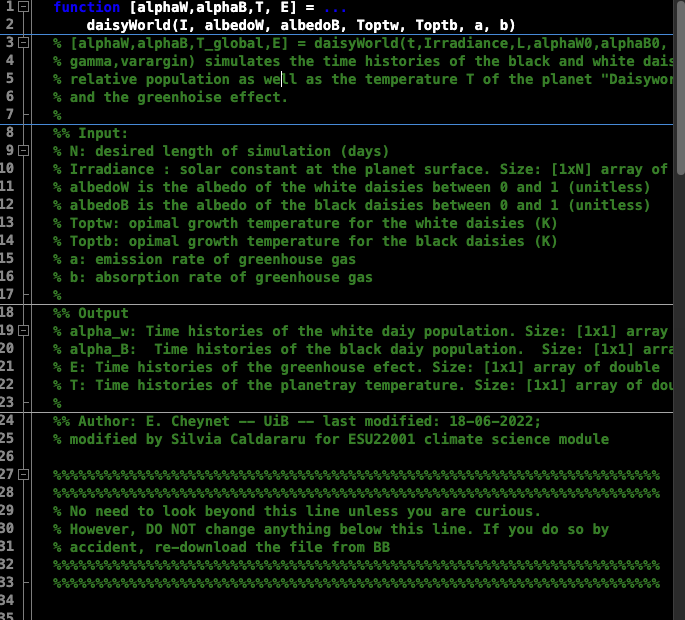 1 function [alphaW,alphaB,T, E] = ...
2 daisyWorld(I, albedoW, albedoB, Toptw, Toptb, a, b)
3 % [alphaW,alphaB,T_global,E] = daisyWorld(t,Irradiance,L,alphaW0,alphaB0,
4 % gamma,varargin) simulates the time histories of the black and white dais
5 % relative population as well as the temperature T of the planet "Daisywor
6 % and the greenhoise effect.
7 %
8 %% Input:
9 % N: desired length of simulation (days)
10 % Irradiance : solar constant at the planet surface. Size: [1xN] array of
11 % albedoW is the albedo of the white daisies between 0 and 1 (unitless)
12 % albedoB is the albedo of the black daisies between 0 and 1 (unitless)
13 % Toptw: opimal growth temperature for the white daisies (K)
14 % Toptb: opimal growth temperature for the black daisies (K)
15 % a: emission rate of greenhouse gas
16 % b: absorption rate of greenhouse gas
17 %
18 %% Output
19 % alpha_w: Time histories of the white daiy population. Size: [1x1] array
20 % alpha_B:  Time histories of the black daiy population.  Size: [1x1] arra
21 % E: Time histories of the greenhouse efect. Size: [1x1] array of double
22 % T: Time histories of the planetray temperature. Size: [1x1] array of dou
23 %
24 %% Author: E. Cheynet -- UiB -- last modified: 18-06-2022;
25 % modified by Silvia Caldararu for ESU22001 climate science module
26
27 %%%%%%%%%%%%%%%%%%%%%%%%%%%%%%%%%%%%%%%%%%%%%%%%%%%%%%%%%%%%%%%%%%%%%%%%%%
28 %%%%%%%%%%%%%%%%%%%%%%%%%%%%%%%%%%%%%%%%%%%%%%%%%%%%%%%%%%%%%%%%%%%%%%%%%%
29 % No need to look beyond this line unless you are curious.
30 % However, DO NOT change anything below this line. If you do so by
31 % accident, re-download the file from BB
32 %%%%%%%%%%%%%%%%%%%%%%%%%%%%%%%%%%%%%%%%%%%%%%%%%%%%%%%%%%%%%%%%%%%%%%%%%%
33 %%%%%%%%%%%%%%%%%%%%%%%%%%%%%%%%%%%%%%%%%%%%%%%%%%%%%%%%%%%%%%%%%%%%%%%%%%
34
35